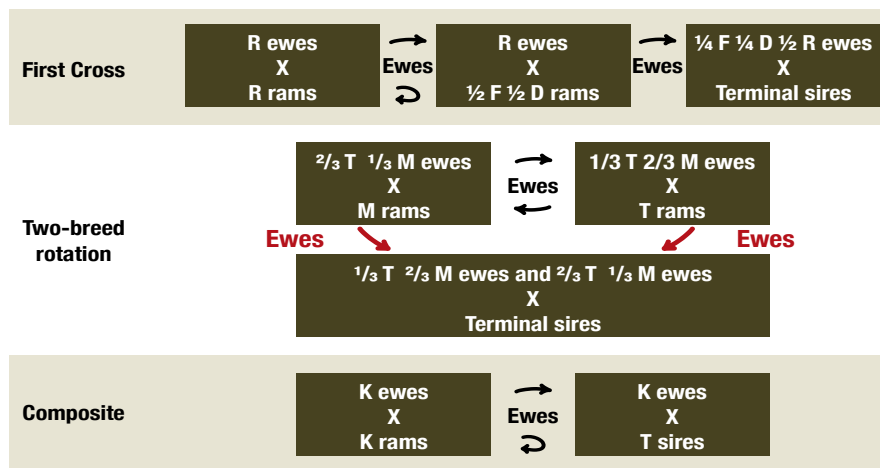 First Cross
R ewes
X
R rams
Ewes
R ewes
X
½ F ½ D rams
Ewes
¼ F ¼ D ½ R ewes
X
Terminal sires
Two-breed
rotation
²/₃ T ¹/₃ M ewes
X
M rams
Ewes
1/3 T 2/3 M ewes
X
T rams
Ewes
Ewes
¹/₃ T ²/₃ M ewes and ²/₃ T ¹/₃ M ewes
X
Terminal sires
Composite
K ewes
X
K rams
Ewes
K ewes
X
T sires